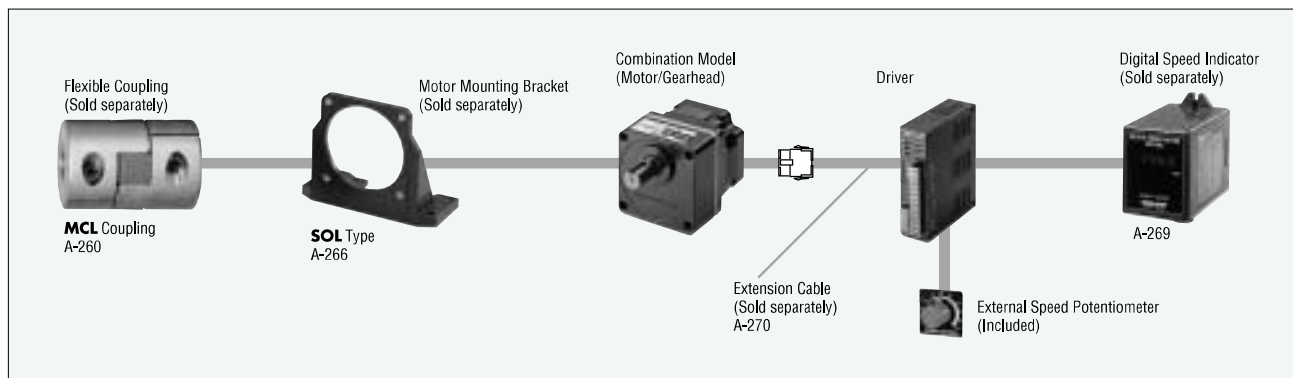 Flexible Coupling
(Sold separately)
MCL Coupling
A-260
Motor Mounting Bracket
(Sold separately)
SOL Type
A-266
Combination Model
(Motor/Gearhead)
Driver
Extension Cable
(Sold separately)
A-270
External Speed Potentiometer
(Included)
Digital Speed Indicator
(Sold separately)
A-269